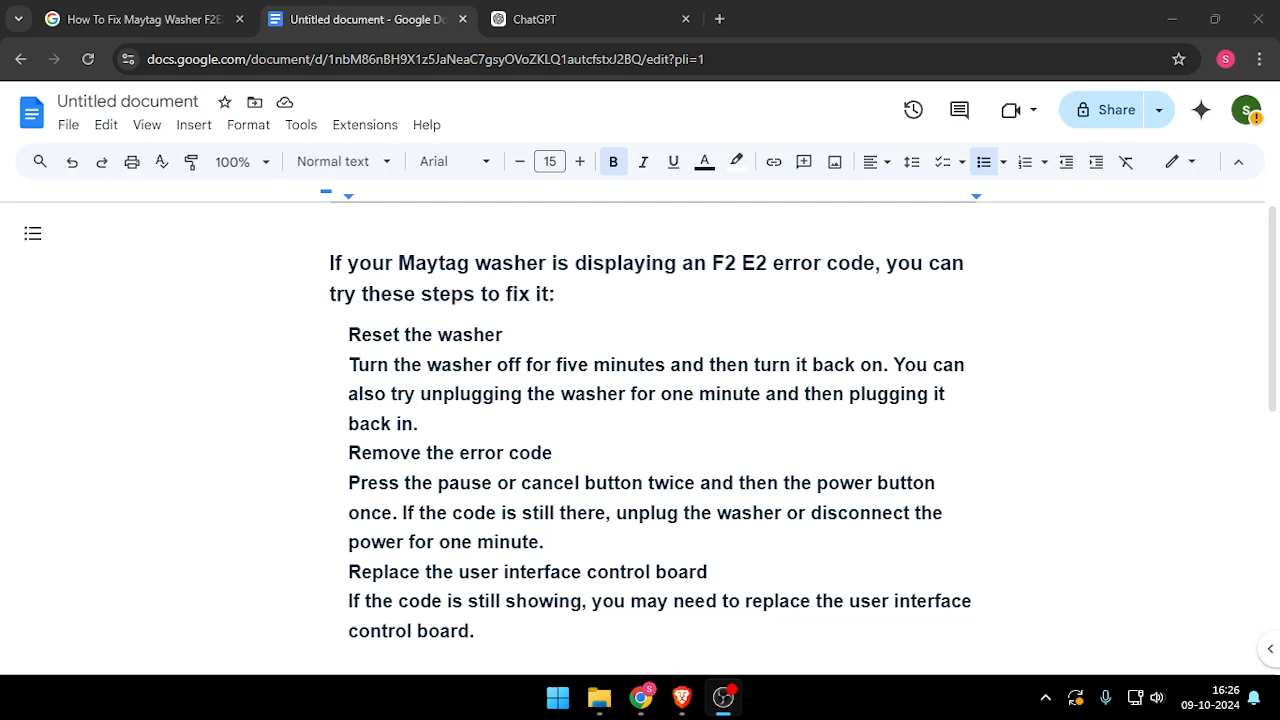 How To Fix Maytag Washer F2E
Untitled document - Google Do
ChatGPT
docs.google.com/document/d/1nbM86nBH9X1z5JaNeaC7gsyOVoZKLQ1autcfstxJ2BQ/edit?pli=1
S
Untitled document
File Edit View Insert Format Tools Extensions Help
Share
S
100% Normal text Arial 15 B I U A
If your Maytag washer is displaying an F2 E2 error code, you can
try these steps to fix it:
Reset the washer
Turn the washer off for five minutes and then turn it back on. You can
also try unplugging the washer for one minute and then plugging it
back in.
Remove the error code
Press the pause or cancel button twice and then the power button
once. If the code is still there, unplug the washer or disconnect the
power for one minute.
Replace the user interface control board
If the code is still showing, you may need to replace the user interface
control board.
S
16:26
09-10-2024